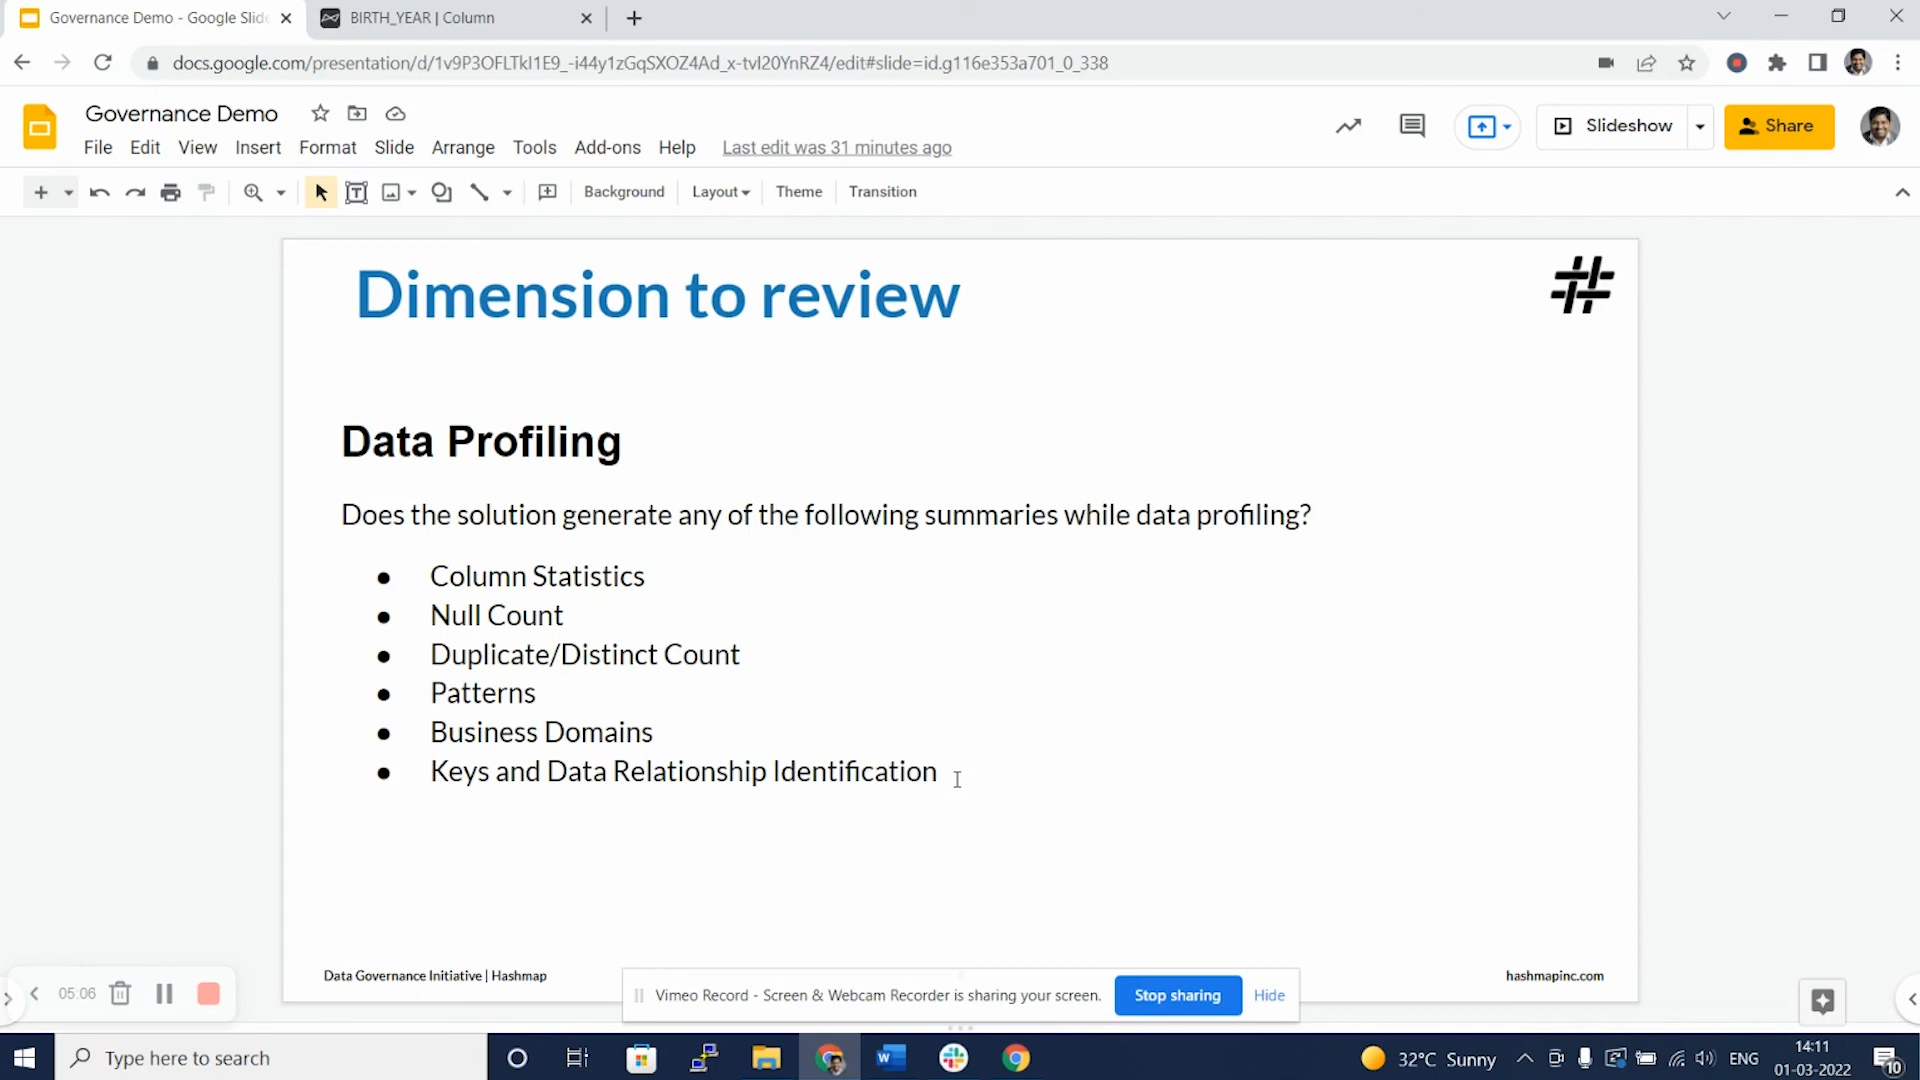 Governance Demo - Google Slide
BIRTH_YEAR | Column
docs.google.com/presentation/d/1v9P3OFLTkI1E9_-i44y1zGqSXOZ4Ad_x-tvI20YnRZ4/edit#slide=id.g116e353a701_0_338
Governance Demo
File Edit View Insert Format Slide Arrange Tools Add-ons Help Last edit was 31 minutes ago
Slideshow
Share
Background Layout Theme Transition
Dimension to review
Data Profiling
Does the solution generate any of the following summaries while data profiling?
● Column Statistics
● Null Count
● Duplicate/Distinct Count
● Patterns
● Business Domains
● Keys and Data Relationship Identification
Data Governance Initiative | Hashmap
hashmapinc.com
05:06
Vimeo Record - Screen & Webcam Recorder is sharing your screen. Stop sharing Hide
Type here to search
32°C Sunny
ENG
14:11
01-03-2022
10